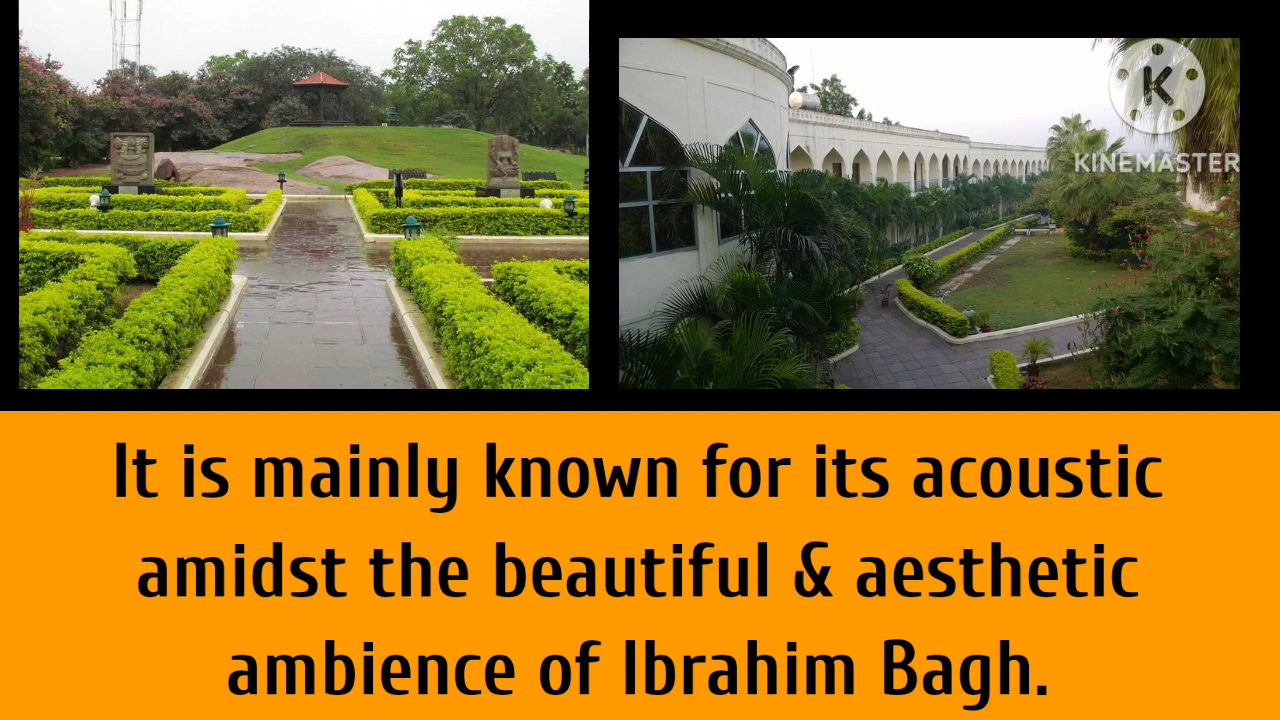 K
KINEMASTER
It is mainly known for its acoustic
amidst the beautiful & aesthetic
ambience of Ibrahim Bagh.